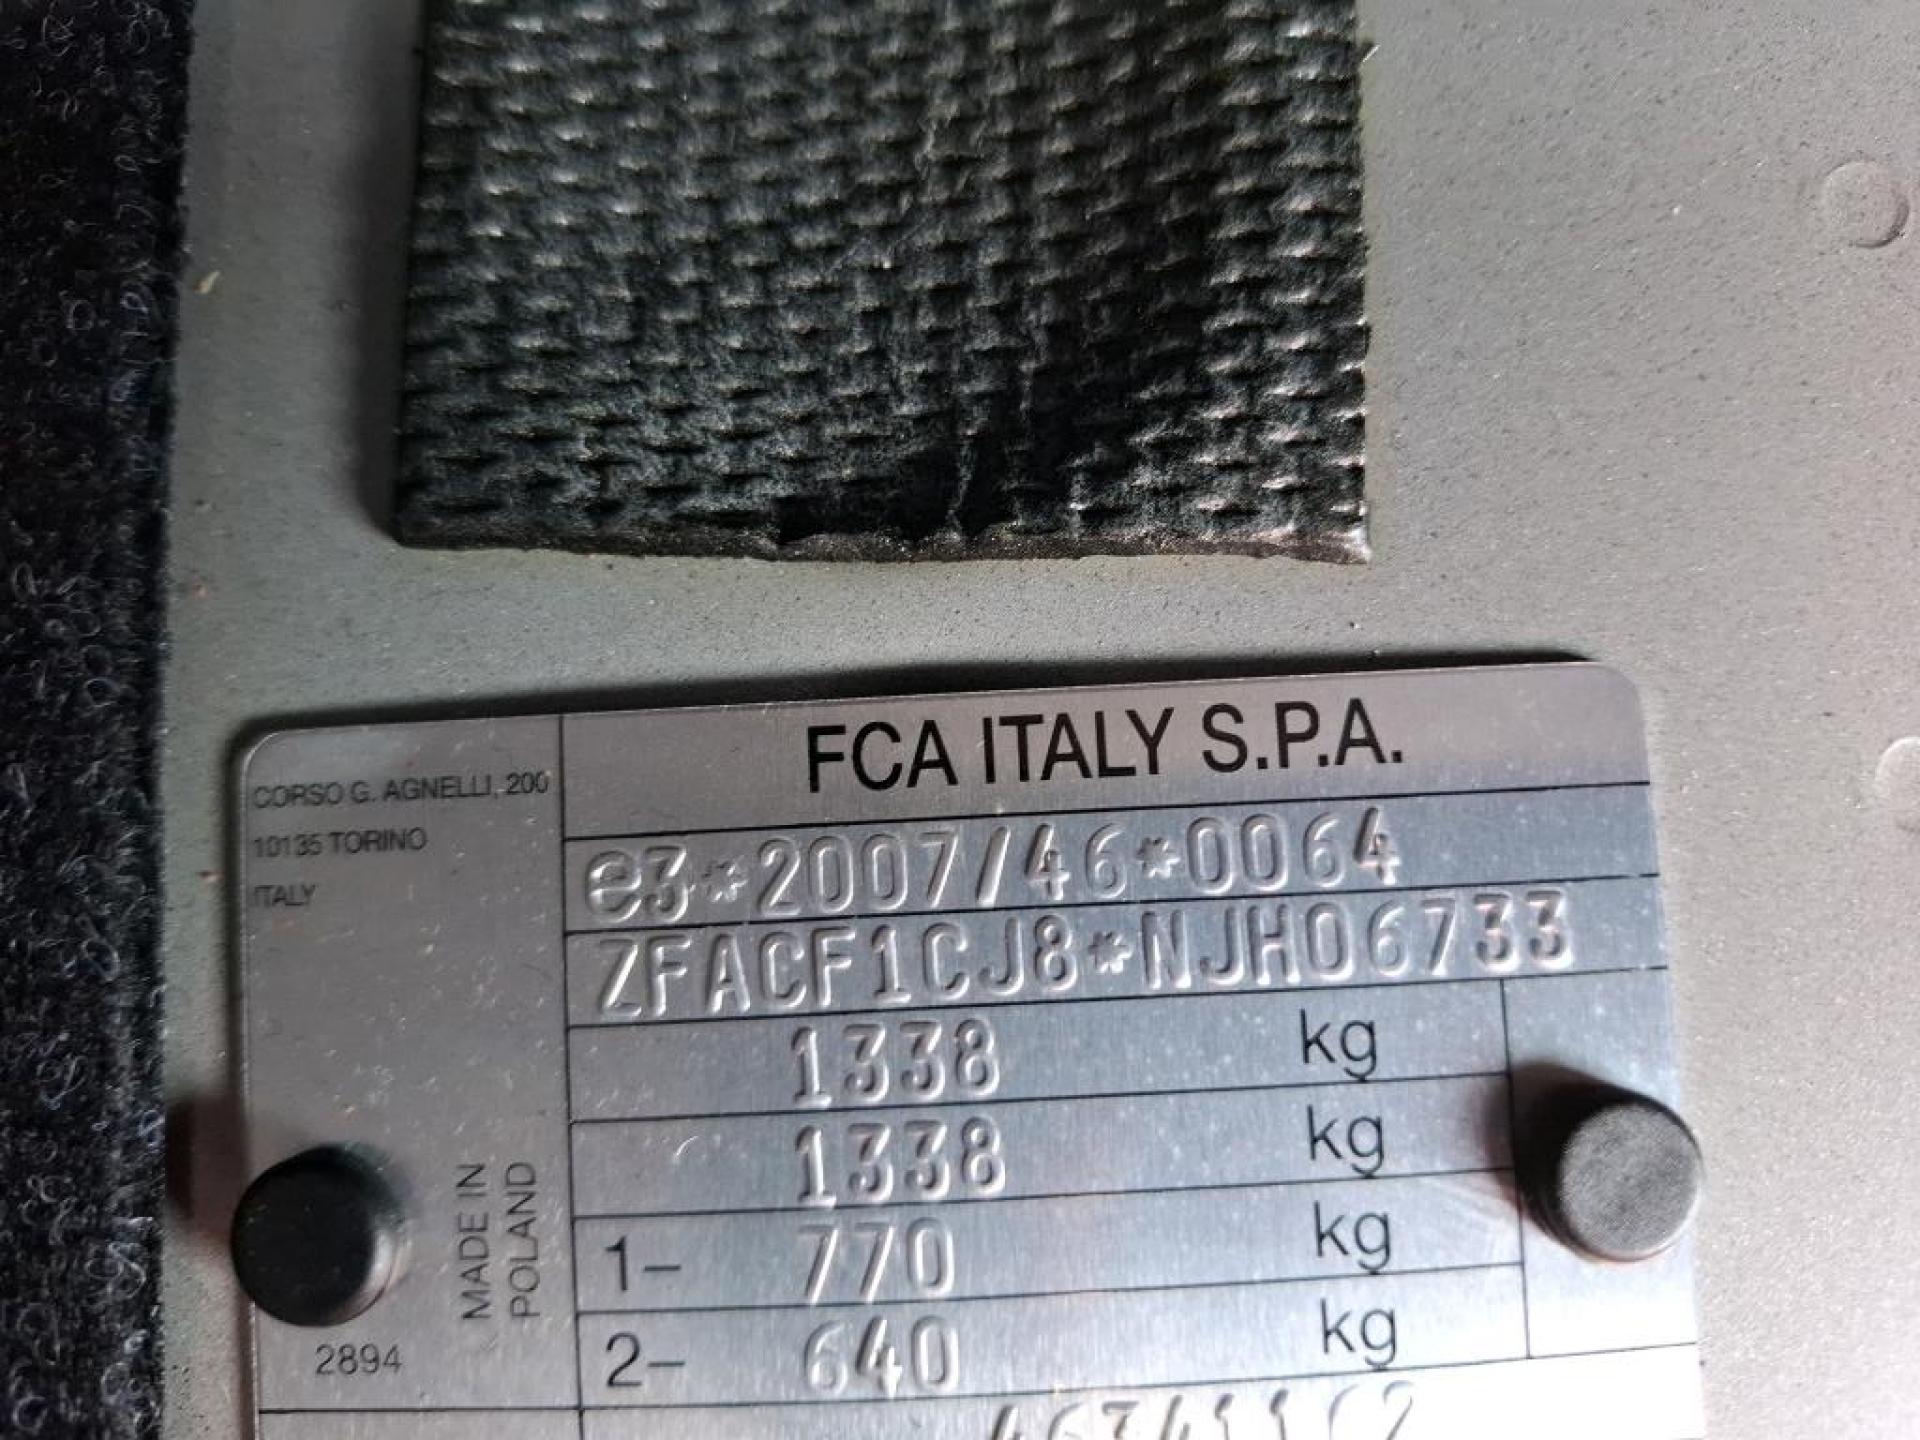 FCA ITALY S.P.A.
CORSO G. AGNELLI, 200
10135 TORINO
ITALY
e3*2007/46*0064
ZFACF1CJ8*NJH06733
1338 kg
1338 kg
1- 770 kg
2- 640 kg
MADE IN
POLAND
2894